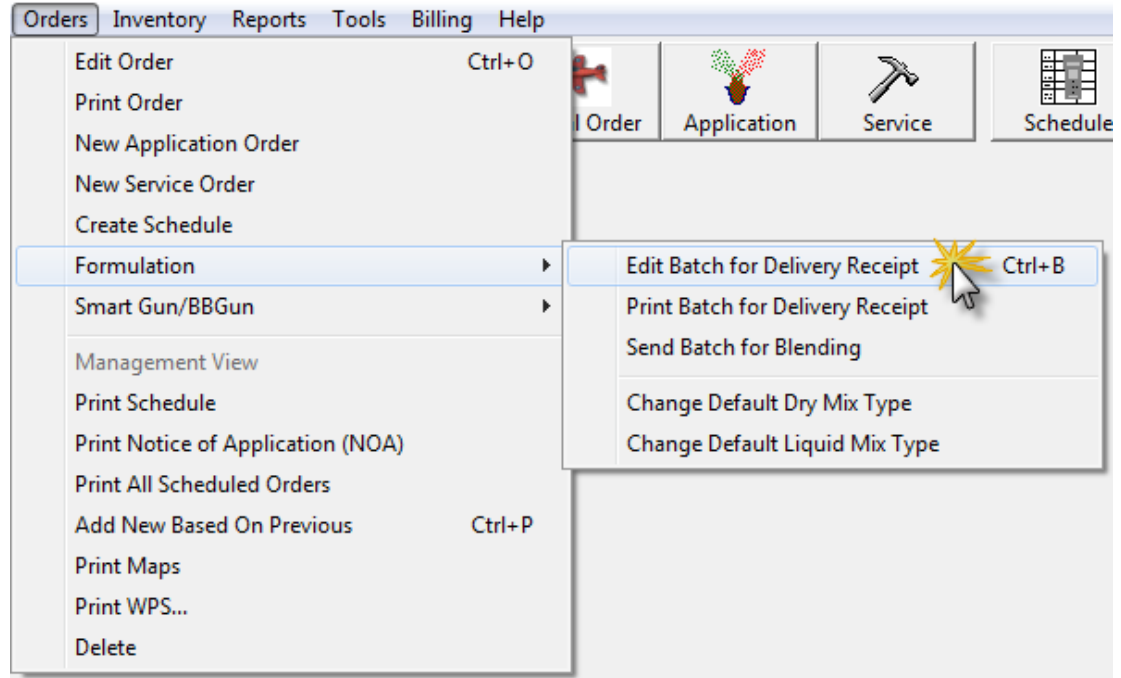 Orders Inventory Reports Tools Billing Help
Edit Order Ctrl+O
Print Order
New Application Order
New Service Order
Create Schedule
Formulation
Smart Gun/BBGun
Management View
Print Schedule
Print Notice of Application (NOA)
Print All Scheduled Orders
Add New Based On Previous Ctrl+P
Print Maps
Print WPS...
Delete
l Order Application Service Schedule
Edit Batch for Delivery Receipt Ctrl+B
Print Batch for Delivery Receipt
Send Batch for Blending
Change Default Dry Mix Type
Change Default Liquid Mix Type